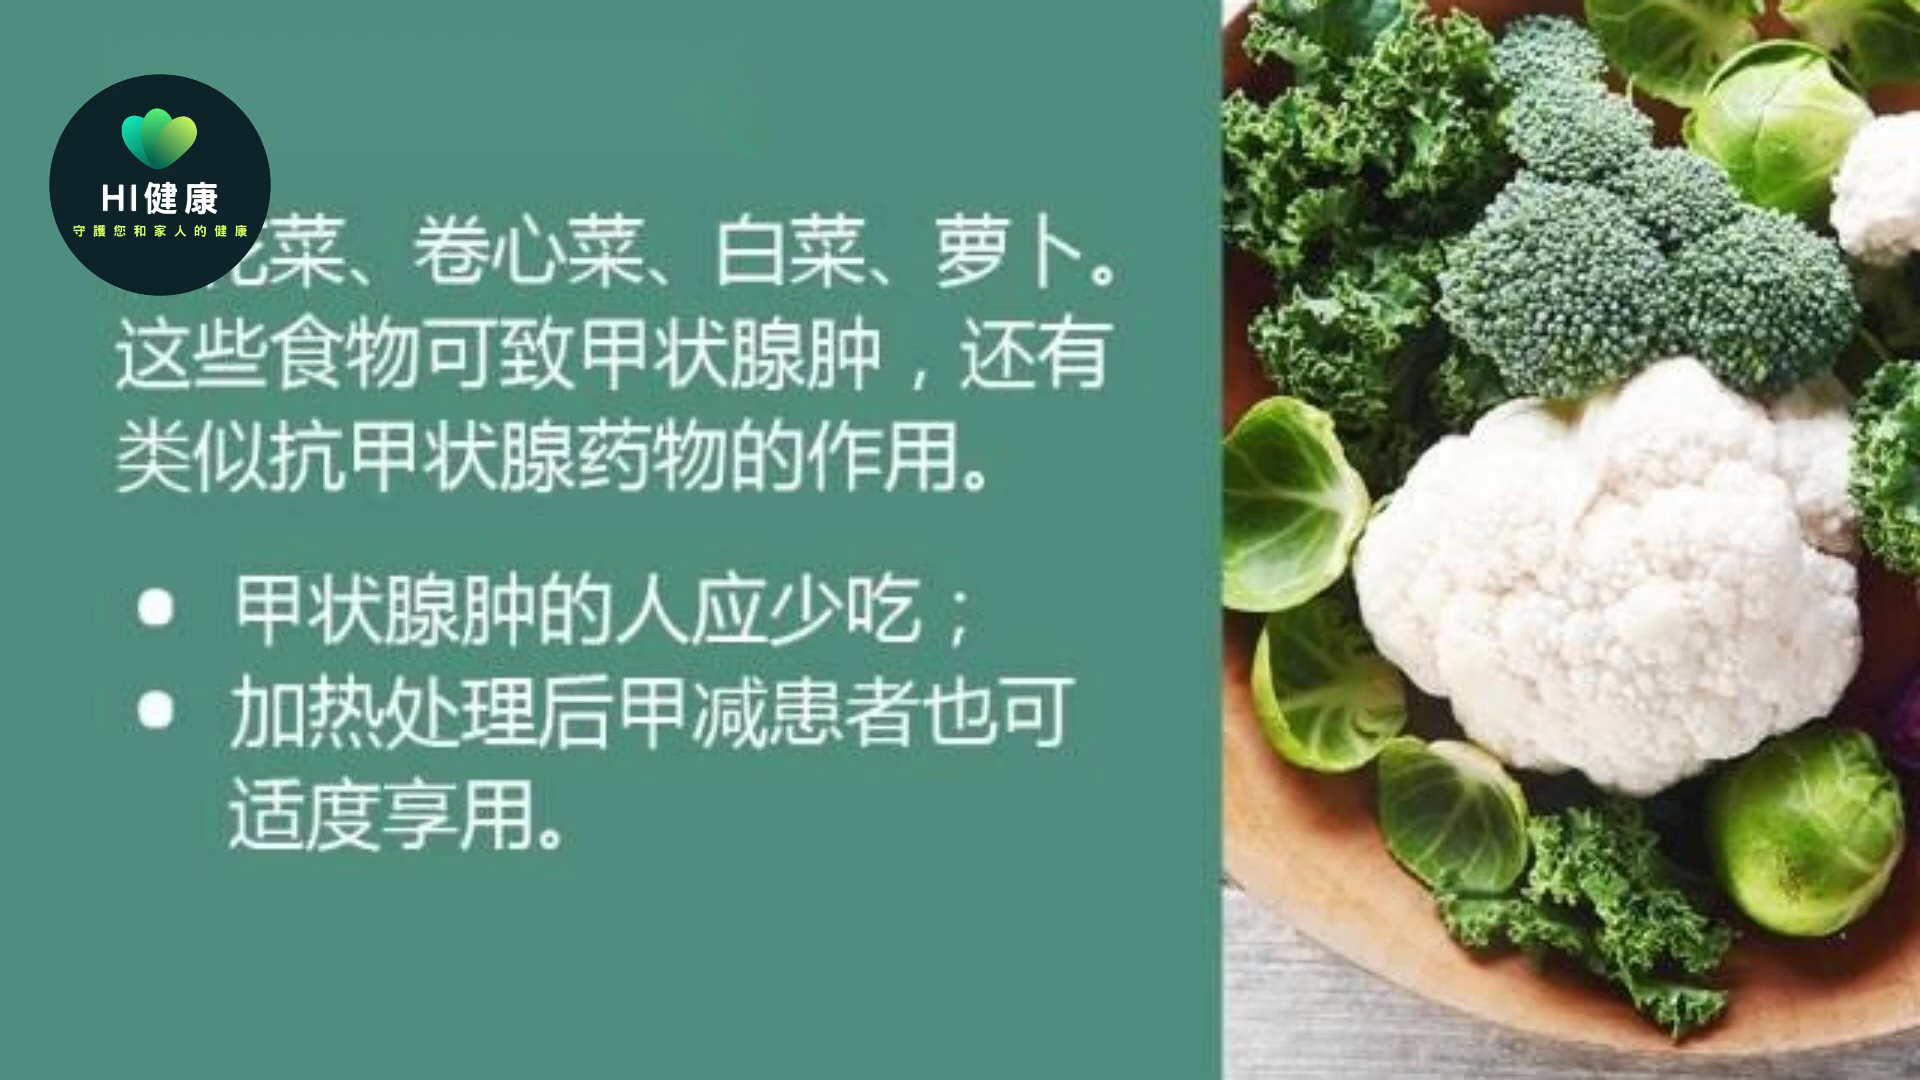 HI健康
守護您和家人的健康
花菜、卷心菜、白菜、萝卜。
这些食物可致甲状腺肿，还有
类似抗甲状腺药物的作用。
● 甲状腺肿的人应少吃；
● 加热处理后甲减患者也可
适度享用。